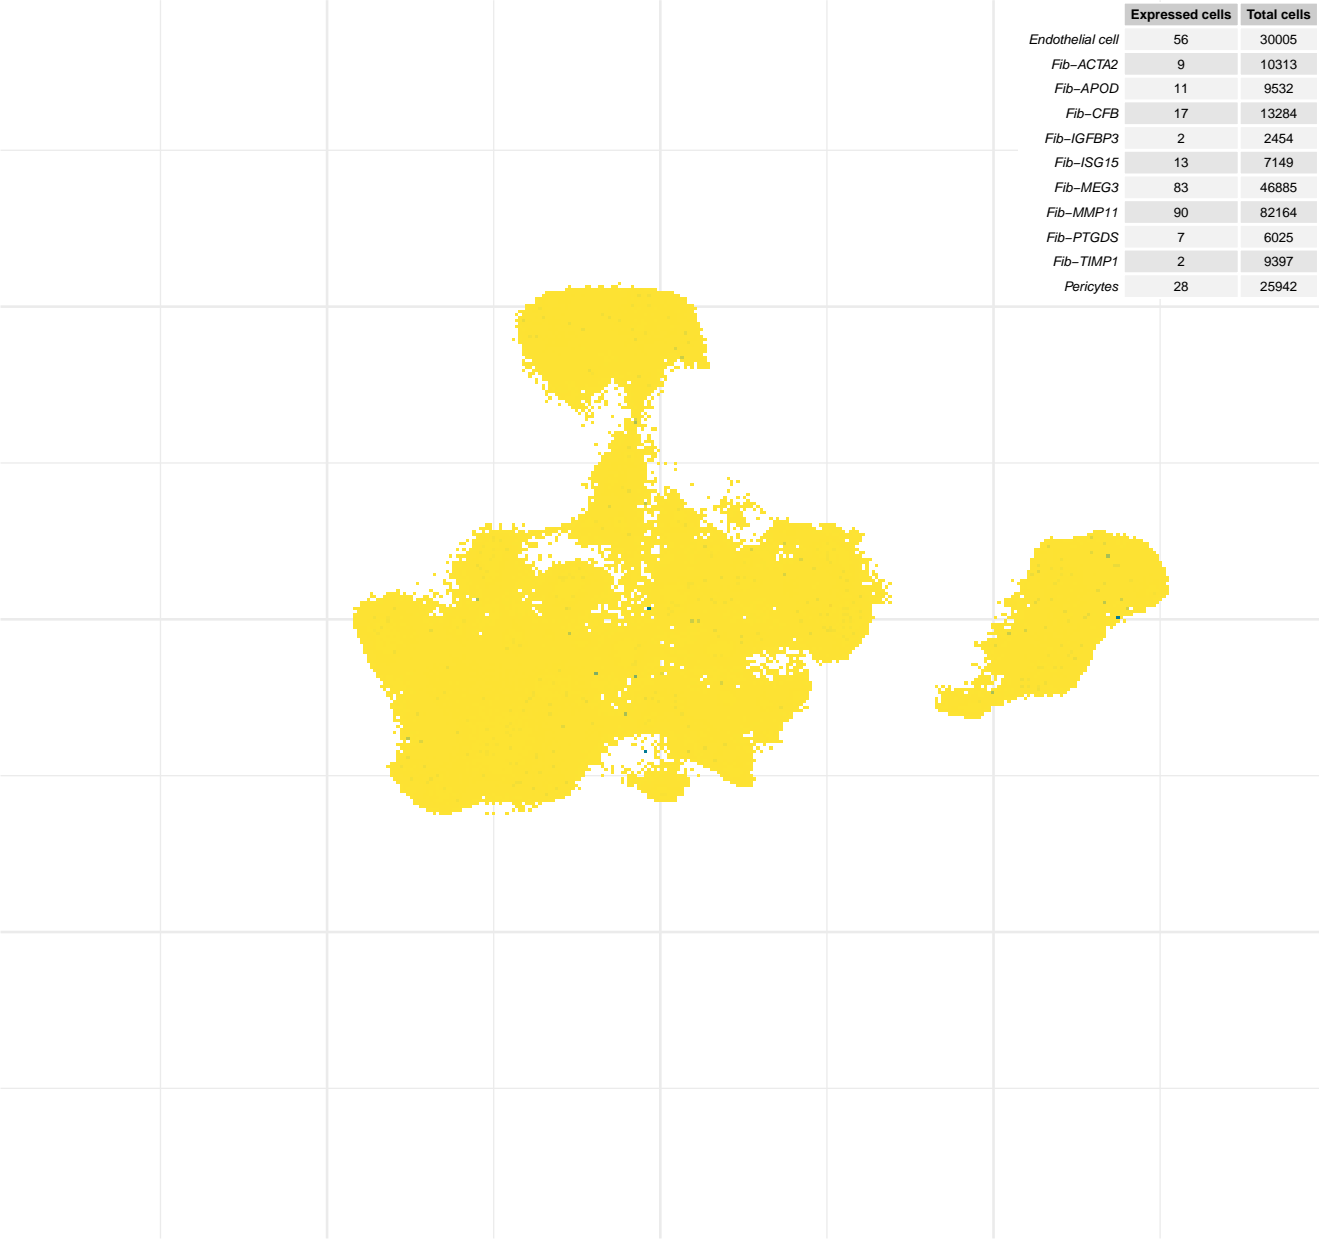 Expressed cells Total cells
Endothelial cell 56 30005
Fib−ACTA2 9 10313
Fib−APOD 11 9532
Fib−CFB 17 13284
Fib−IGFBP3 2 2454
Fib−ISG15 13 7149
Fib−MEG3 83 46885
Fib−MMP11 90 82164
Fib−PTGDS 7 6025
Fib−TIMP1 2 9397
Pericytes 28 25942